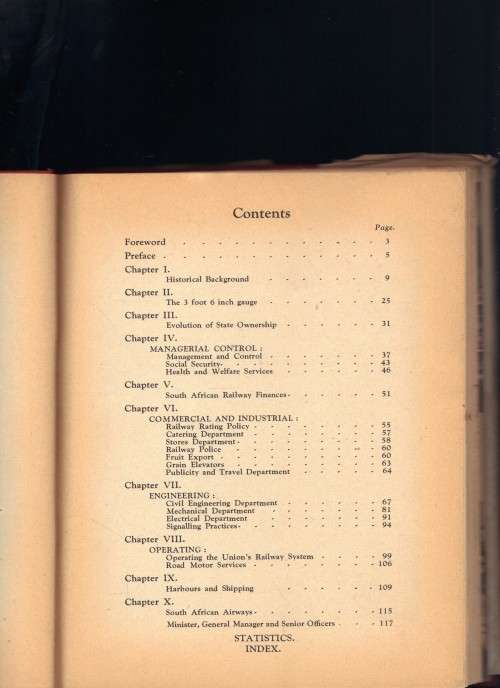 Contents
Page.
Foreword - - - - - - - - - - - - 3
Preface - - - - - - - - - - - - - 5
Chapter I.
Historical Background - - - - - - - 9
Chapter II.
The 3 foot 6 inch gauge - - - - - - - 25
Chapter III.
Evolution of State Ownership - - - - - - 31
Chapter IV.
MANAGERIAL CONTROL :
Management and Control - - - - - - - 37
Social Security - - - - - - - - - - 43
Health and Welfare Services - - - - - - 46
Chapter V.
South African Railway Finances - - - - - - 51
Chapter VI.
COMMERCIAL AND INDUSTRIAL :
Railway Rating Policy - - - - - - - - 55
Catering Department - - - - - - - - 57
Stores Department - - - - - - - - - 58
Railway Police - - - - - - - - - - 60
Fruit Export - - - - - - - - - - 60
Grain Elevators - - - - - - - - - 63
Publicity and Travel Department - - - - - 64
Chapter VII.
ENGINEERING :
Civil Engineering Department - - - - - - 67
Mechanical Department - - - - - - - 81
Electrical Department - - - - - - - 91
Signalling Practices - - - - - - - - - 94
Chapter VIII.
OPERATING :
Operating the Union's Railway System - - - - 99
Road Motor Services - - - - - - - - 106
Chapter IX.
Harbours and Shipping - - - - - - - 109
Chapter X.
South African Airways - - - - - - - - 115
Minister, General Manager and Senior Officers - - - 117
STATISTICS.
INDEX.